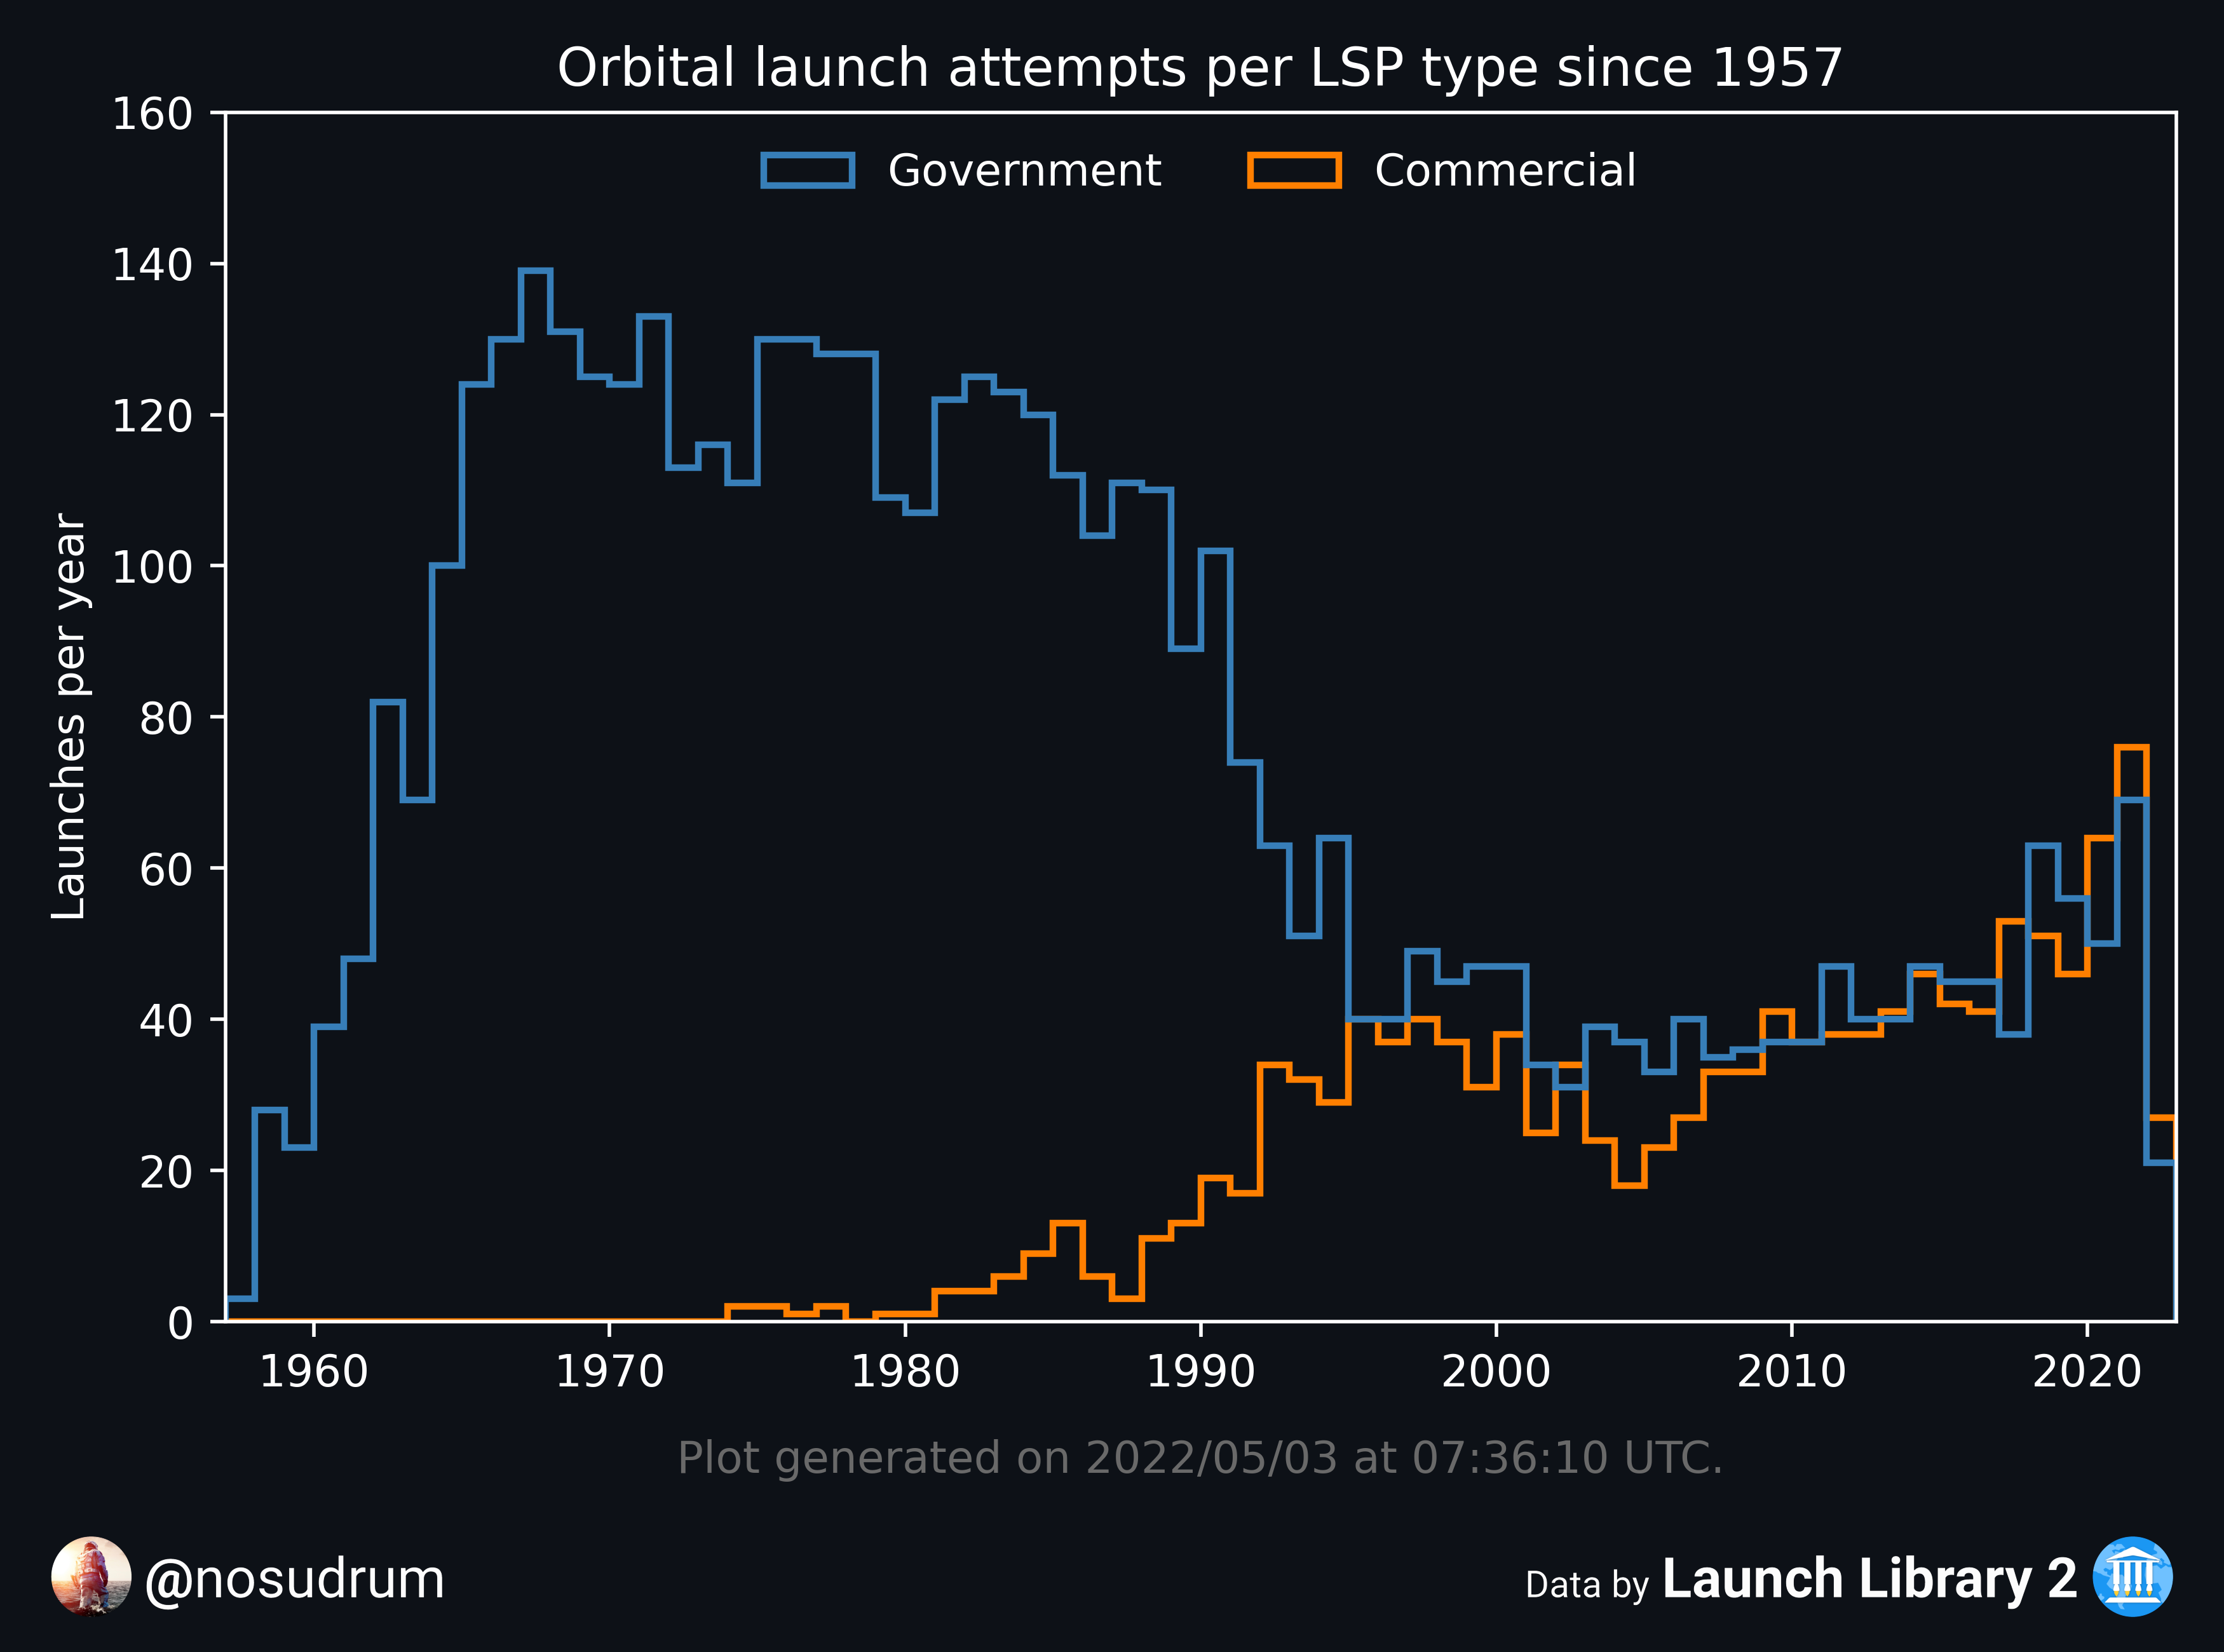 Orbital launch attempts per LSP type since 1957
160
Government
Commercial
140
120
100
80
60
40
20
0
Launches per year
1960 1970 1980 1990 2000 2010 2020
Plot generated on 2022/05/03 at 07:36:10 UTC.
@nosudrum
Data by Launch Library 2